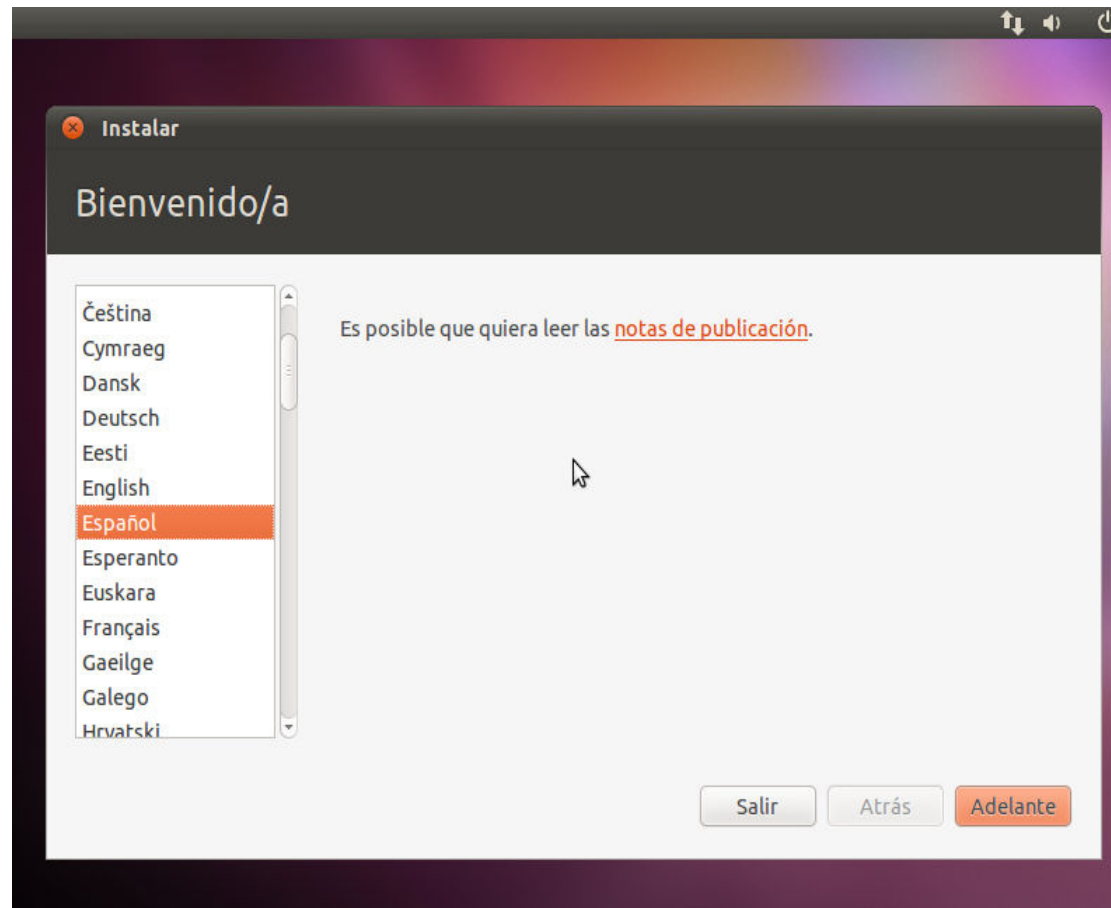 Instalar
Bienvenido/a
Čeština
Cymraeg
Dansk
Deutsch
Eesti
English
Español
Esperanto
Euskara
Français
Gaeilge
Galego
Hrvatski
Es posible que quiera leer las notas de publicación.
Salir
Atrás
Adelante